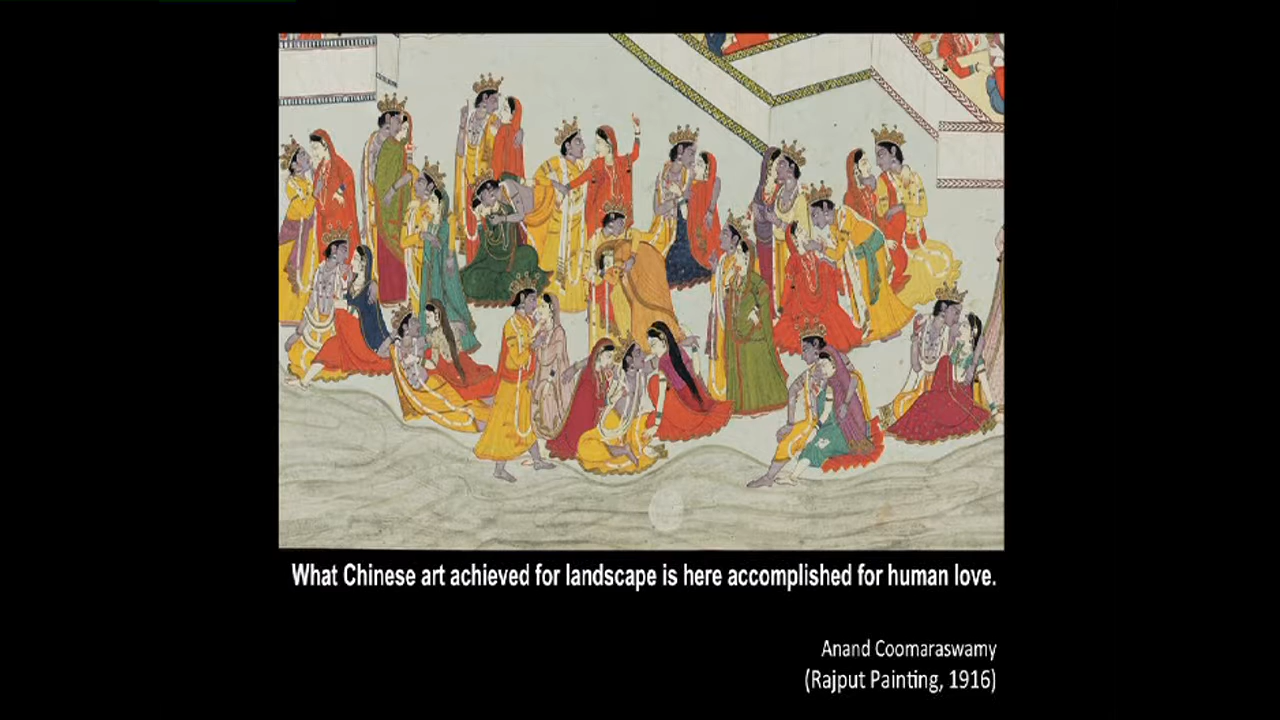 What Chinese art achieved for landscape is here accomplished for human love.
Anand Coomaraswamy
(Rajput Painting, 1916)